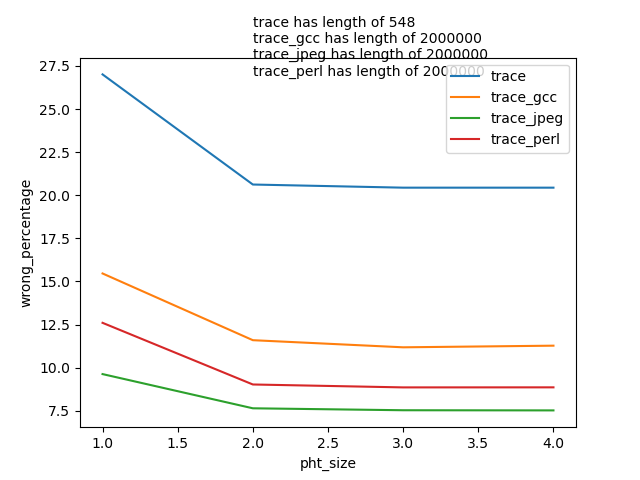 trace has length of 548
trace_gcc has length of 2000000
trace_jpeg has length of 2000000
trace_perl has length of 2000000
27.5
25.0
22.5
20.0
17.5
15.0
12.5
10.0
7.5
wrong_percentage
trace
trace_gcc
trace_jpeg
trace_perl
1.0 1.5 2.0 2.5 3.0 3.5 4.0
pht_size